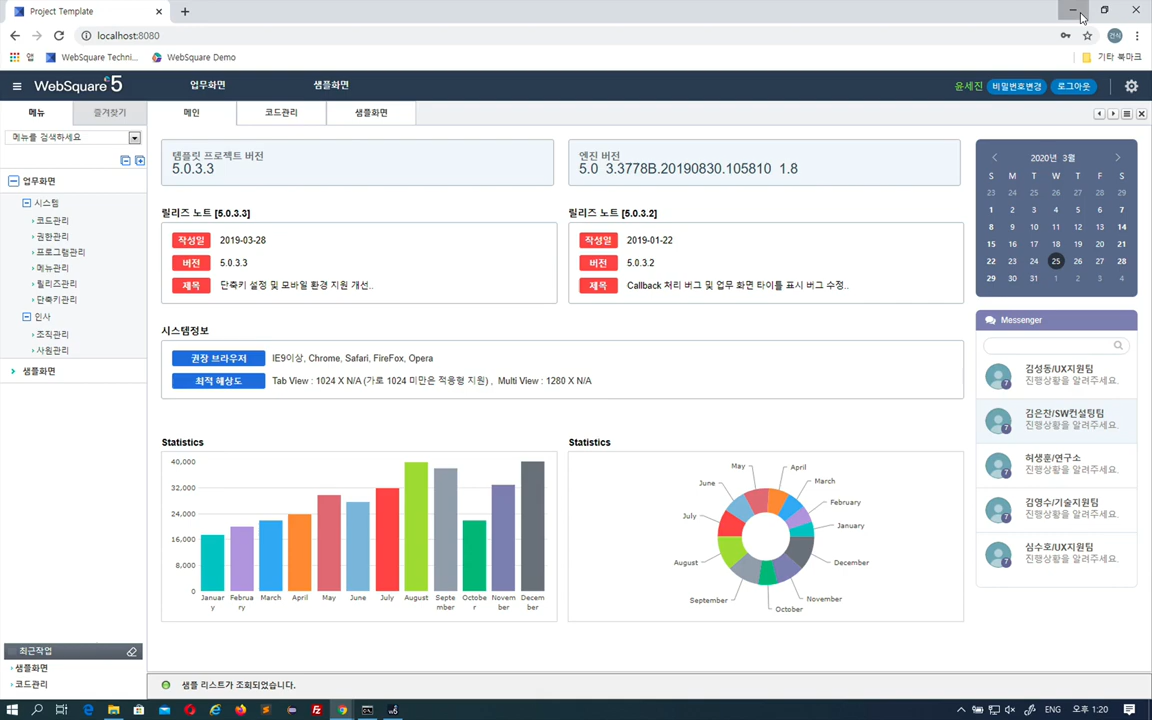 Project Template
localhost:8080
앱
WebSquare Techni...
WebSquare Demo
기타 북마크
WebSquare 5
업무화면
샘플화면
윤세진
비밀번호변경
로그아웃
메뉴
즐겨찾기
메인
코드관리
샘플화면
메뉴를 검색하세요
업무화면
시스템
코드관리
권한관리
프로그램관리
메뉴관리
릴리즈관리
단축키관리
인사
조직관리
사원관리
샘플화면
최근작업
샘플화면
코드관리
템플릿 프로젝트 버전
5.0.3.3
엔진 버전
5.0 3.3778B.20190830.105810 1.8
릴리즈 노트 [5.0.3.3]
작성일 2019-03-28
버전 5.0.3.3
제목 단축키 설정 및 모바일 환경 지원 개선..
릴리즈 노트 [5.0.3.2]
작성일 2019-01-22
버전 5.0.3.2
제목 Callback 처리 버그 및 업무 화면 타이틀 표시 버그 수정..
시스템정보
권장 브라우저 IE9이상, Chrome, Safari, FireFox, Opera
최적 해상도 Tab View : 1024 X N/A (가로 1024 미만은 적응형 지원) , Multi View : 1280 X N/A
Statistics
40,000
32,000
24,000
16,000
8,000
0
January
February
March
April
May
June
July
August
September
October
November
December
Statistics
May
April
June
March
February
July
January
August
December
September
November
October
2020년 3월
S M T W T F S
23 24 25 26 27 28 29
1 2 3 4 5 6 7
8 9 10 11 12 13 14
15 16 17 18 19 20 21
22 23 24 25 26 27 28
29 30 31 1 2 3 4
Messenger
김성동/UX지원팀
진행상황을 알려주세요.
7
김은찬/SW컨설팅팀
진행상황을 알려주세요.
7
허생훈/연구소
진행상황을 알려주세요.
7
김영수/기술지원팀
진행상황을 알려주세요.
7
심수호/UX지원팀
진행상황을 알려주세요.
7
샘플 리스트가 조회되었습니다.
ENG
오후 1:20